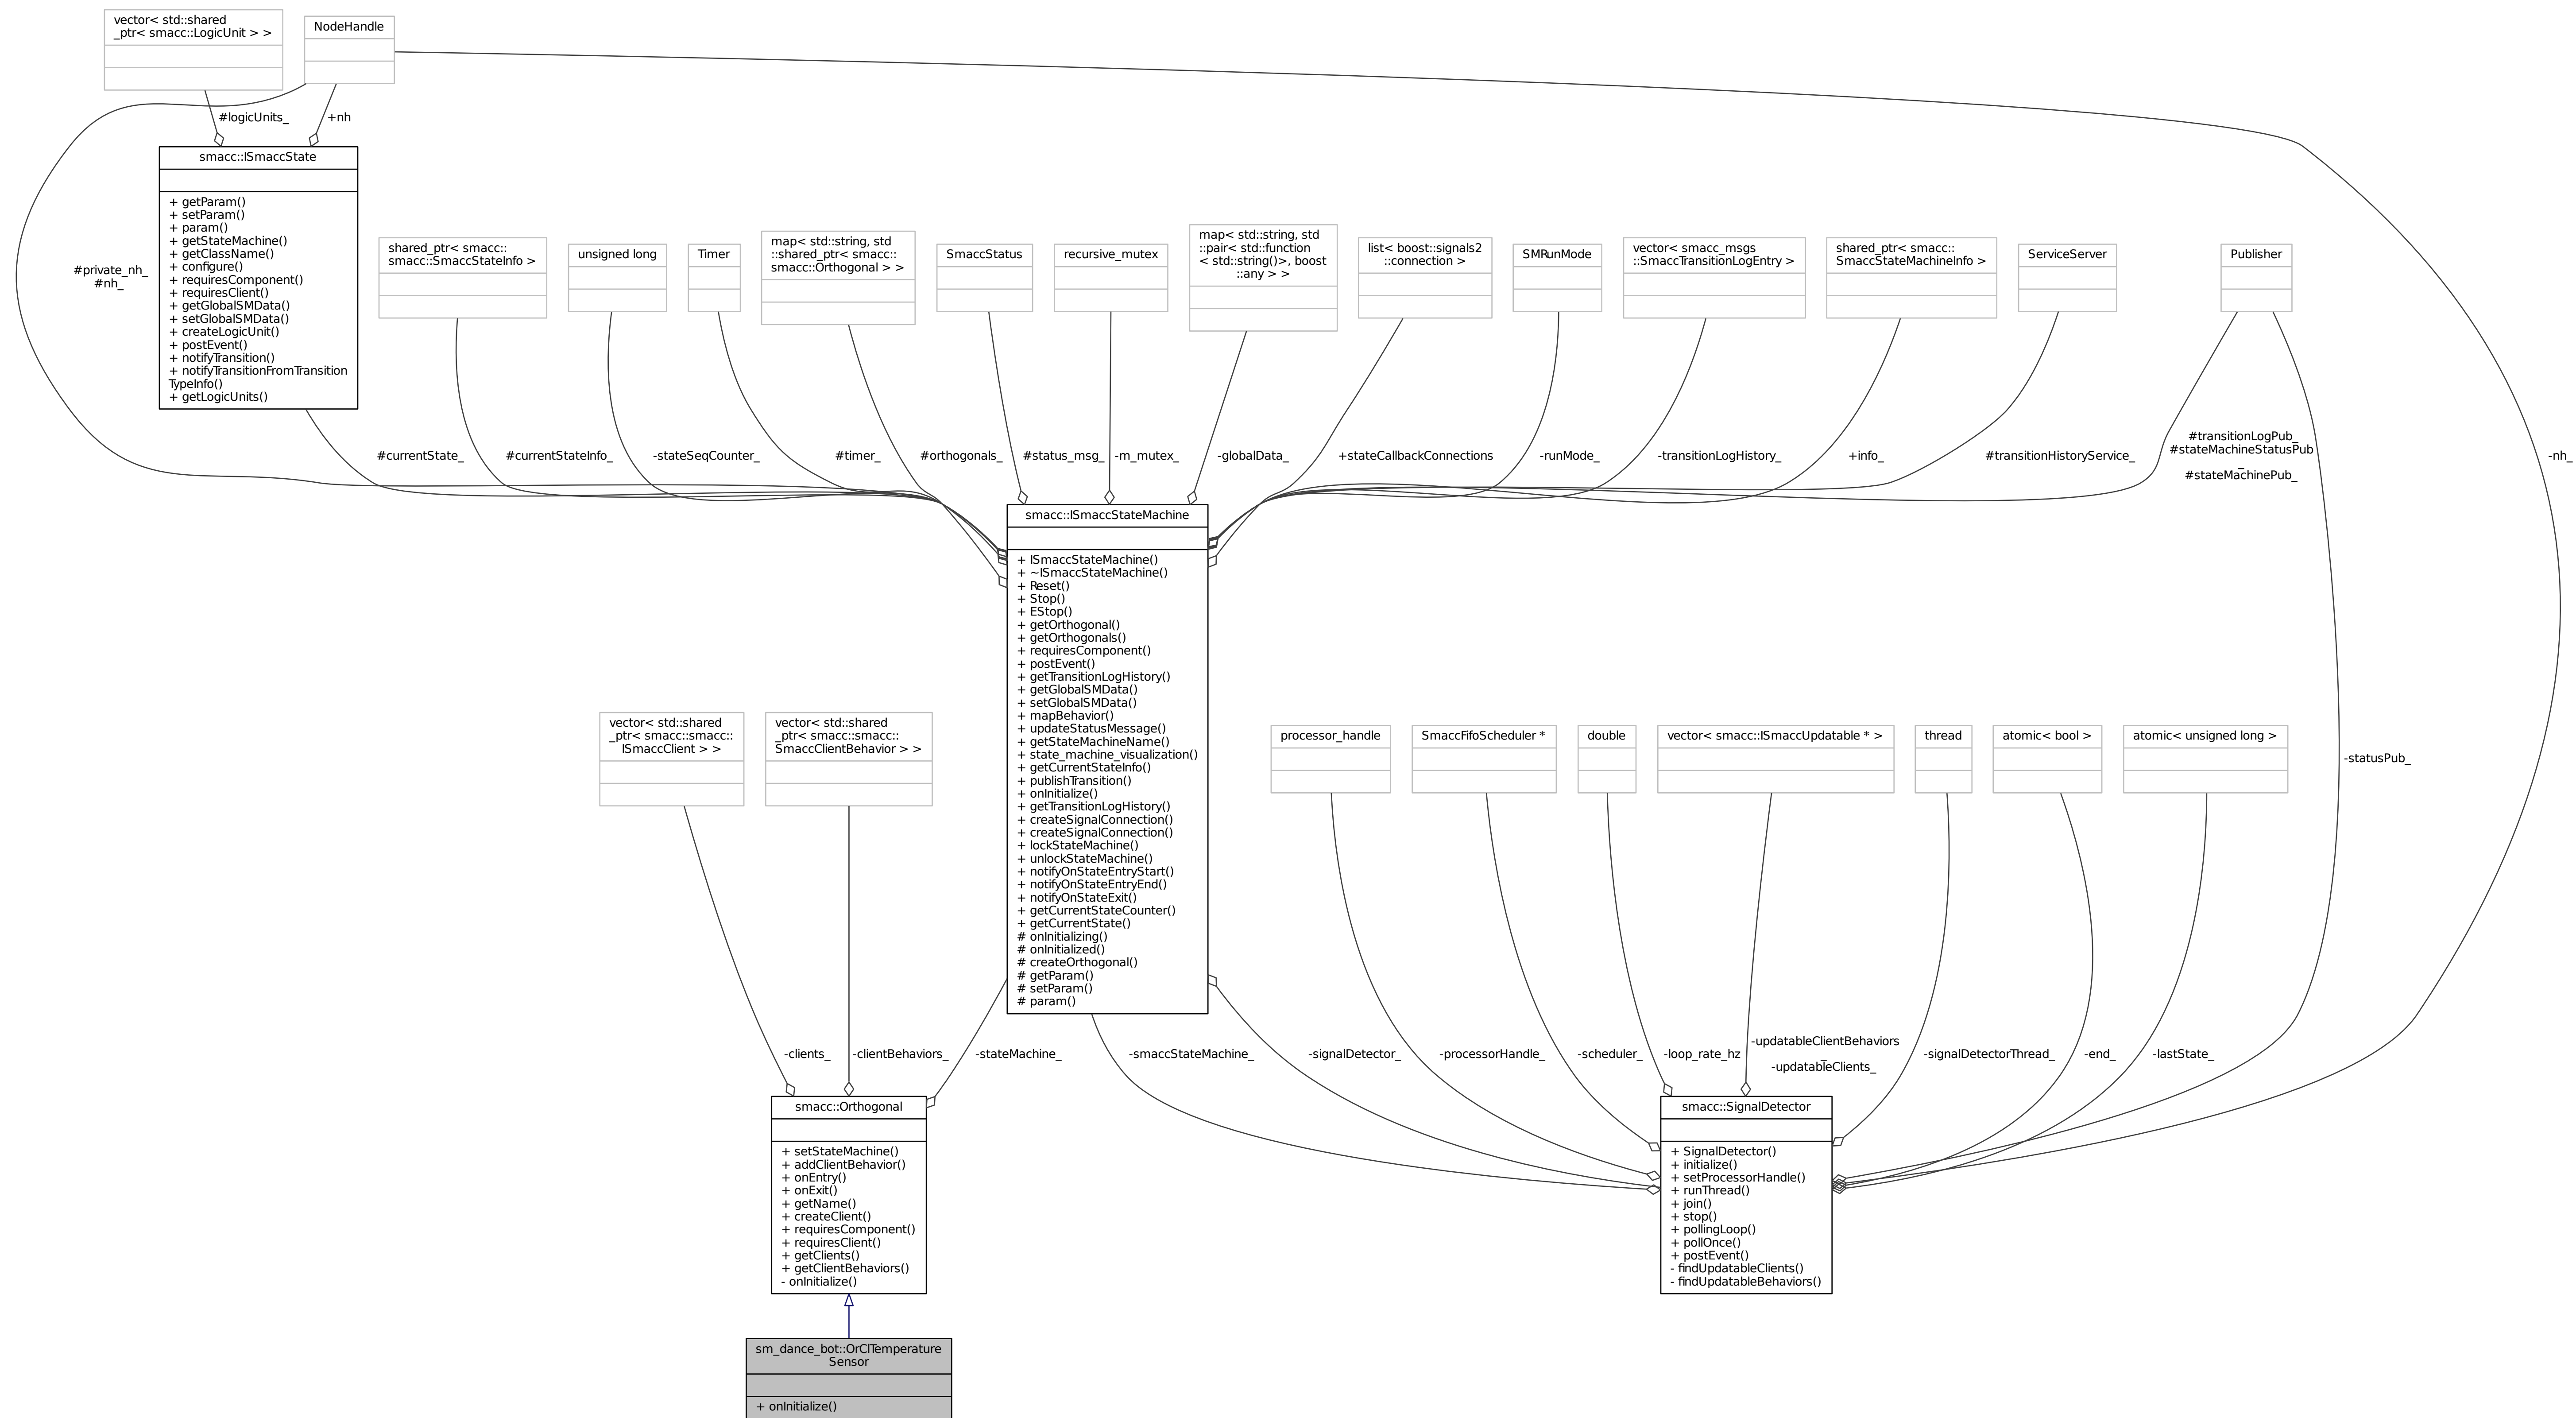 vector< std::shared
_ptr< smacc::LogicUnit > >
NodeHandle
#logicUnits_
+nh
smacc::ISmaccState
+ getParam()
+ setParam()
+ param()
+ getStateMachine()
+ getClassName()
+ configure()
+ requiresComponent()
+ requiresClient()
+ getGlobalSMData()
+ setGlobalSMData()
+ createLogicUnit()
+ postEvent()
+ notifyTransition()
+ notifyTransitionFromTransition
TypeInfo()
+ getLogicUnits()
#private_nh_
#nh_
shared_ptr< smacc::
smacc::SmaccStateInfo >
unsigned long
Timer
map< std::string, std
::shared_ptr< smacc::
smacc::Orthogonal > >
SmaccStatus
recursive_mutex
map< std::string, std
::pair< std::function
< std::string()>, boost
::any > >
list< boost::signals2
::connection >
SMRunMode
vector< smacc_msgs
::SmaccTransitionLogEntry >
shared_ptr< smacc::
SmaccStateMachineInfo >
ServiceServer
Publisher
#currentState_
#currentStateInfo_
-stateSeqCounter_
#timer_
#orthogonals_
#status_msg_
-m_mutex_
-globalData_
+stateCallbackConnections
-runMode_
-transitionLogHistory_
+info_
#transitionHistoryService_
#transitionLogPub_
#stateMachineStatusPub
_
#stateMachinePub_
-nh_
smacc::ISmaccStateMachine
+ ISmaccStateMachine()
+ ~ISmaccStateMachine()
+ Reset()
+ Stop()
+ EStop()
+ getOrthogonal()
+ getOrthogonals()
+ requiresComponent()
+ postEvent()
+ getTransitionLogHistory()
+ getGlobalSMData()
+ setGlobalSMData()
+ mapBehavior()
+ updateStatusMessage()
+ getStateMachineName()
+ state_machine_visualization()
+ getCurrentStateInfo()
+ publishTransition()
+ onInitialize()
+ getTransitionLogHistory()
+ createSignalConnection()
+ createSignalConnection()
+ lockStateMachine()
+ unlockStateMachine()
+ notifyOnStateEntryStart()
+ notifyOnStateEntryEnd()
+ notifyOnStateExit()
+ getCurrentStateCounter()
+ getCurrentState()
# onInitializing()
# onInitialized()
# createOrthogonal()
# getParam()
# setParam()
# param()
vector< std::shared
_ptr< smacc::smacc::
ISmaccClient > >
vector< std::shared
_ptr< smacc::smacc::
SmaccClientBehavior > >
processor_handle
SmaccFifoScheduler *
double
vector< smacc::ISmaccUpdatable * >
thread
atomic< bool >
atomic< unsigned long >
-statusPub_
-clients_
-clientBehaviors_
-stateMachine_
-smaccStateMachine_
-signalDetector_
-processorHandle_
-scheduler_
-loop_rate_hz
-updatableClientBehaviors
_
-updatableClients_
-signalDetectorThread_
-end_
-lastState_
smacc::Orthogonal
+ setStateMachine()
+ addClientBehavior()
+ onEntry()
+ onExit()
+ getName()
+ createClient()
+ requiresComponent()
+ requiresClient()
+ getClients()
+ getClientBehaviors()
- onInitialize()
smacc::SignalDetector
+ SignalDetector()
+ initialize()
+ setProcessorHandle()
+ runThread()
+ join()
+ stop()
+ pollingLoop()
+ pollOnce()
+ postEvent()
- findUpdatableClients()
- findUpdatableBehaviors()
sm_dance_bot::OrClTemperature
Sensor
+ onInitialize()